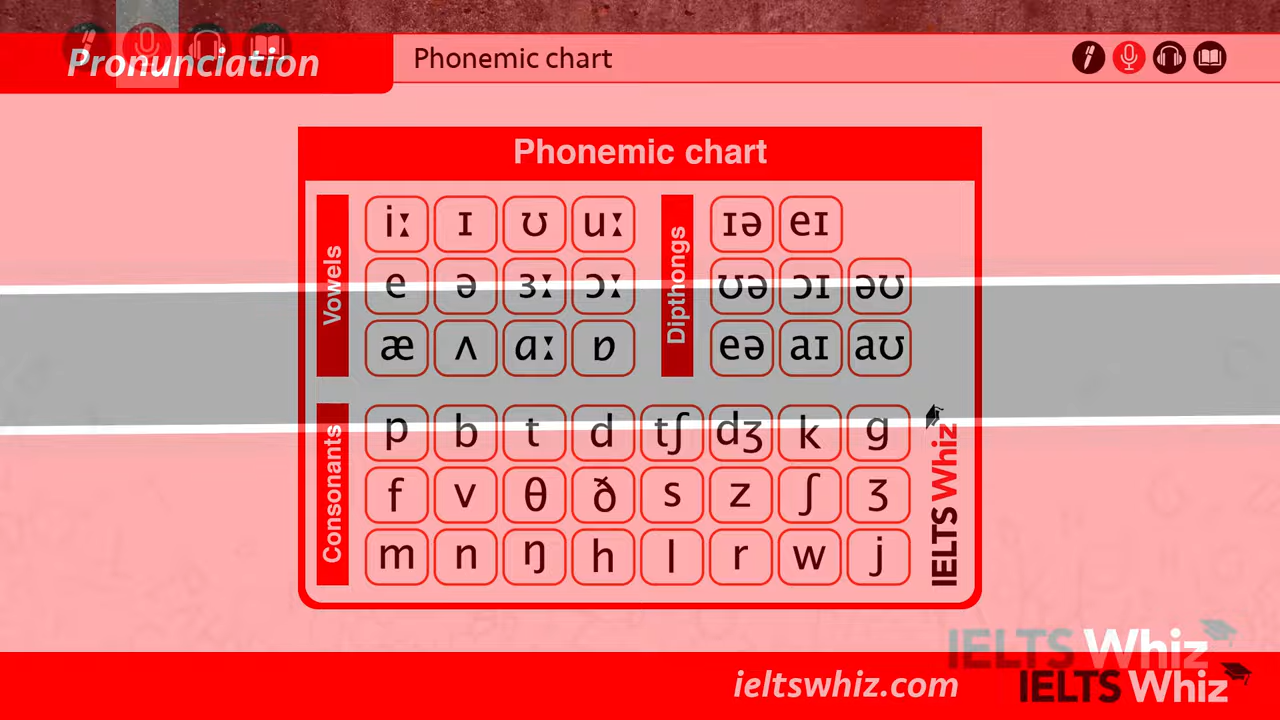 Pronunciation
Phonemic chart
Phonemic chart
Vowels
iː ɪ ʊ uː
e ə ɜː ɔː
æ ʌ ɑː ɒ
Dipthongs
ɪə eɪ
ʊə ɔɪ əʊ
eə aɪ aʊ
Consonants
p b t d tʃ dʒ k g
f v θ ð s z ʃ ʒ
m n ŋ h l r w j
IELTS Whiz
IELTS Whiz
ieltswhiz.com
IELTS Whiz